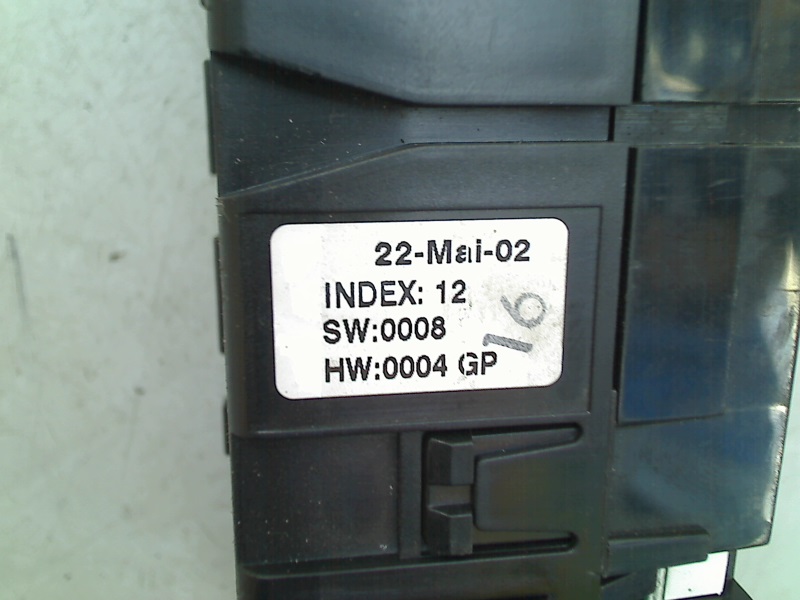 22-Mai-02
INDEX: 12
SW:0008
HW:0004 GP
16